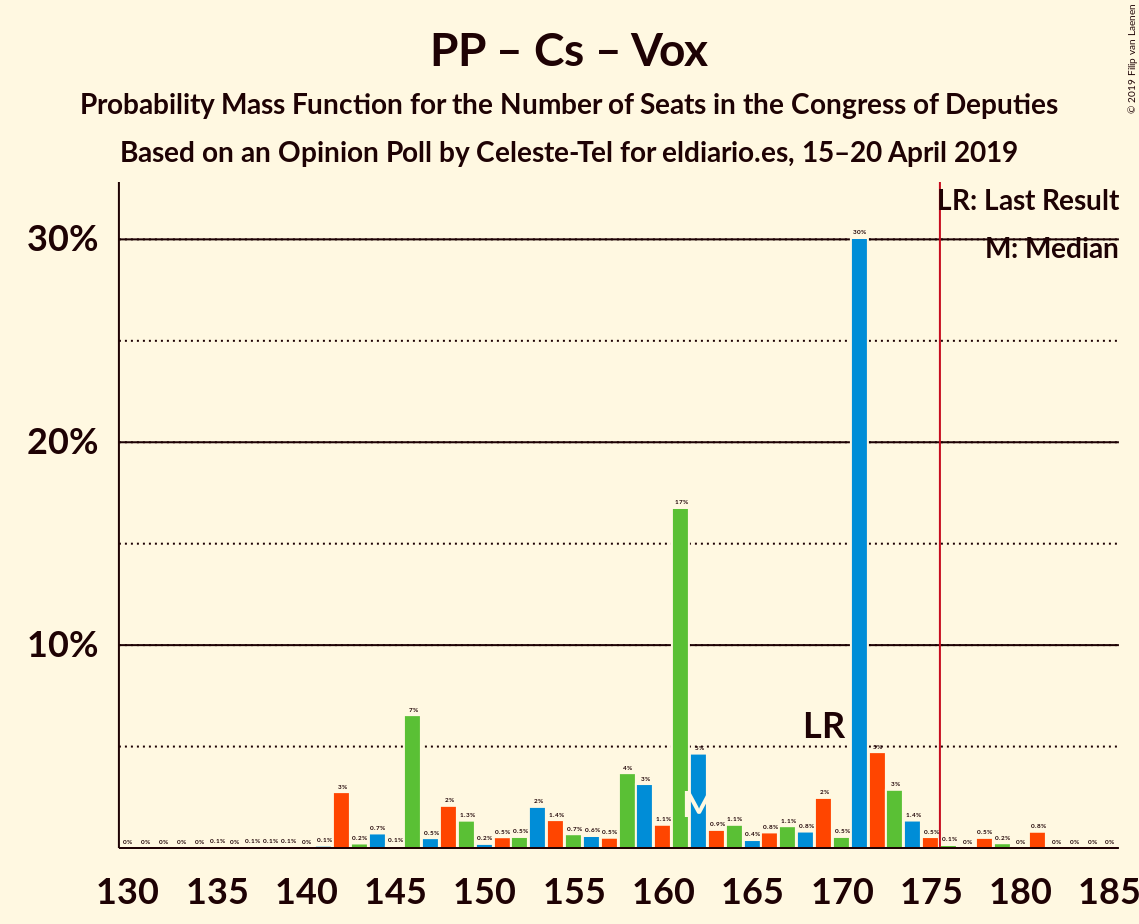 PP – Cs – Vox
Probability Mass Function for the Number of Seats in the Congress of Deputies
Based on an Opinion Poll by Celeste-Tel for eldiario.es, 15–20 April 2019
© 2019 Filip van Laenen
LR: Last Result
M: Median
30%
20%
10%
0% 0% 0% 0% 0% 0.1% 0% 0.1% 0.1% 0.1% 0% 0.1% 3% 0.2% 0.7% 0.1% 7% 0.5% 2% 1.3% 0.2% 0.5% 0.5% 2% 1.4% 0.7% 0.6% 0.5% 4% 3% 1.1% 17% 5% 0.9% 1.1% 0.4% 0.8% 1.1% 0.8% 2% 0.5% 30% 5% 3% 1.4% 0.5% 0.1% 0% 0.5% 0.2% 0% 0.8% 0% 0% 0% 0%
LR
M
130 135 140 145 150 155 160 165 170 175 180 185